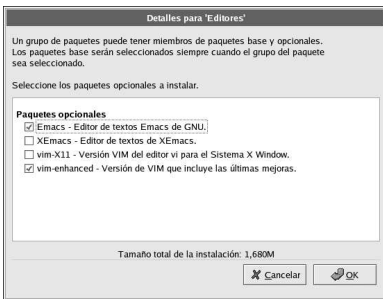 Detalles para 'Editores'
Un grupo de paquetes puede tener miembros de paquetes base y opcionales.
Los paquetes base serán seleccionados siempre cuando el grupo del paquete
sea seleccionado.
Seleccione los paquetes opcionales a instalar.
Paquetes opcionales
Emacs - Editor de textos Emacs de GNU.
XEmacs - Editor de textos de XEmacs.
vim-X11 - Versión VIM del editor vi para el Sistema X Window.
vim-enhanced - Versión de VIM que incluye las últimas mejoras.
Tamaño total de la instalación: 1,680M
Cancelar
OK